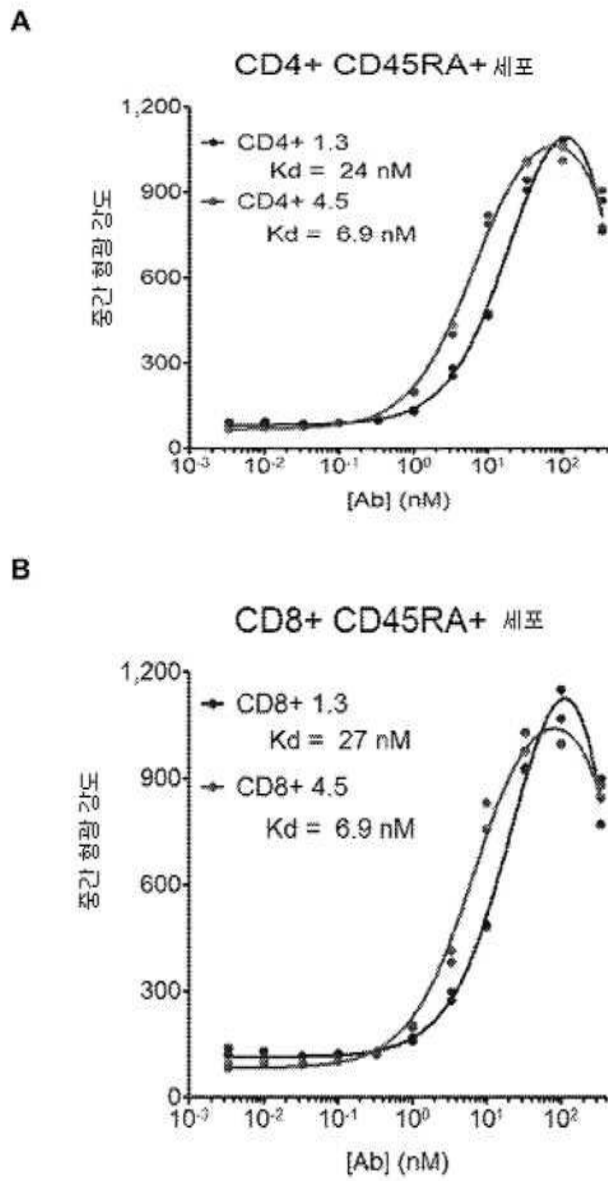 A
CD4+ CD45RA+ 세포
1,200
900
600
300
0
중간 형광 강도
CD4+ 1.3
Kd = 24 nM
CD4+ 4.5
Kd = 6.9 nM
10⁻³ 10⁻² 10⁻¹ 10⁰ 10¹ 10²
[Ab] (nM)
B
CD8+ CD45RA+ 세포
1,200
900
600
300
0
중간 형광 강도
CD8+ 1.3
Kd = 27 nM
CD8+ 4.5
Kd = 6.9 nM
10⁻³ 10⁻² 10⁻¹ 10⁰ 10¹ 10²
[Ab] (nM)